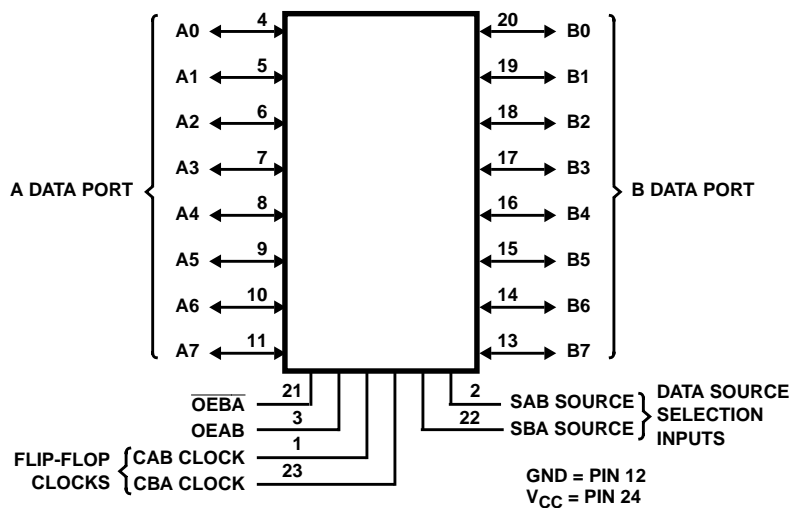 A0 4 20 B0
A1 5 19 B1
A2 6 18 B2
A3 7 17 B3
A DATA PORT B DATA PORT
A4 8 16 B4
A5 9 15 B5
A6 10 14 B6
A7 11 13 B7
OEBA 21 2 SAB SOURCE DATA SOURCE
OEAB 3 22 SBA SOURCE SELECTION
INPUTS
FLIP-FLOP CAB CLOCK 1
CLOCKS CBA CLOCK 23
GND = PIN 12
VCC = PIN 24